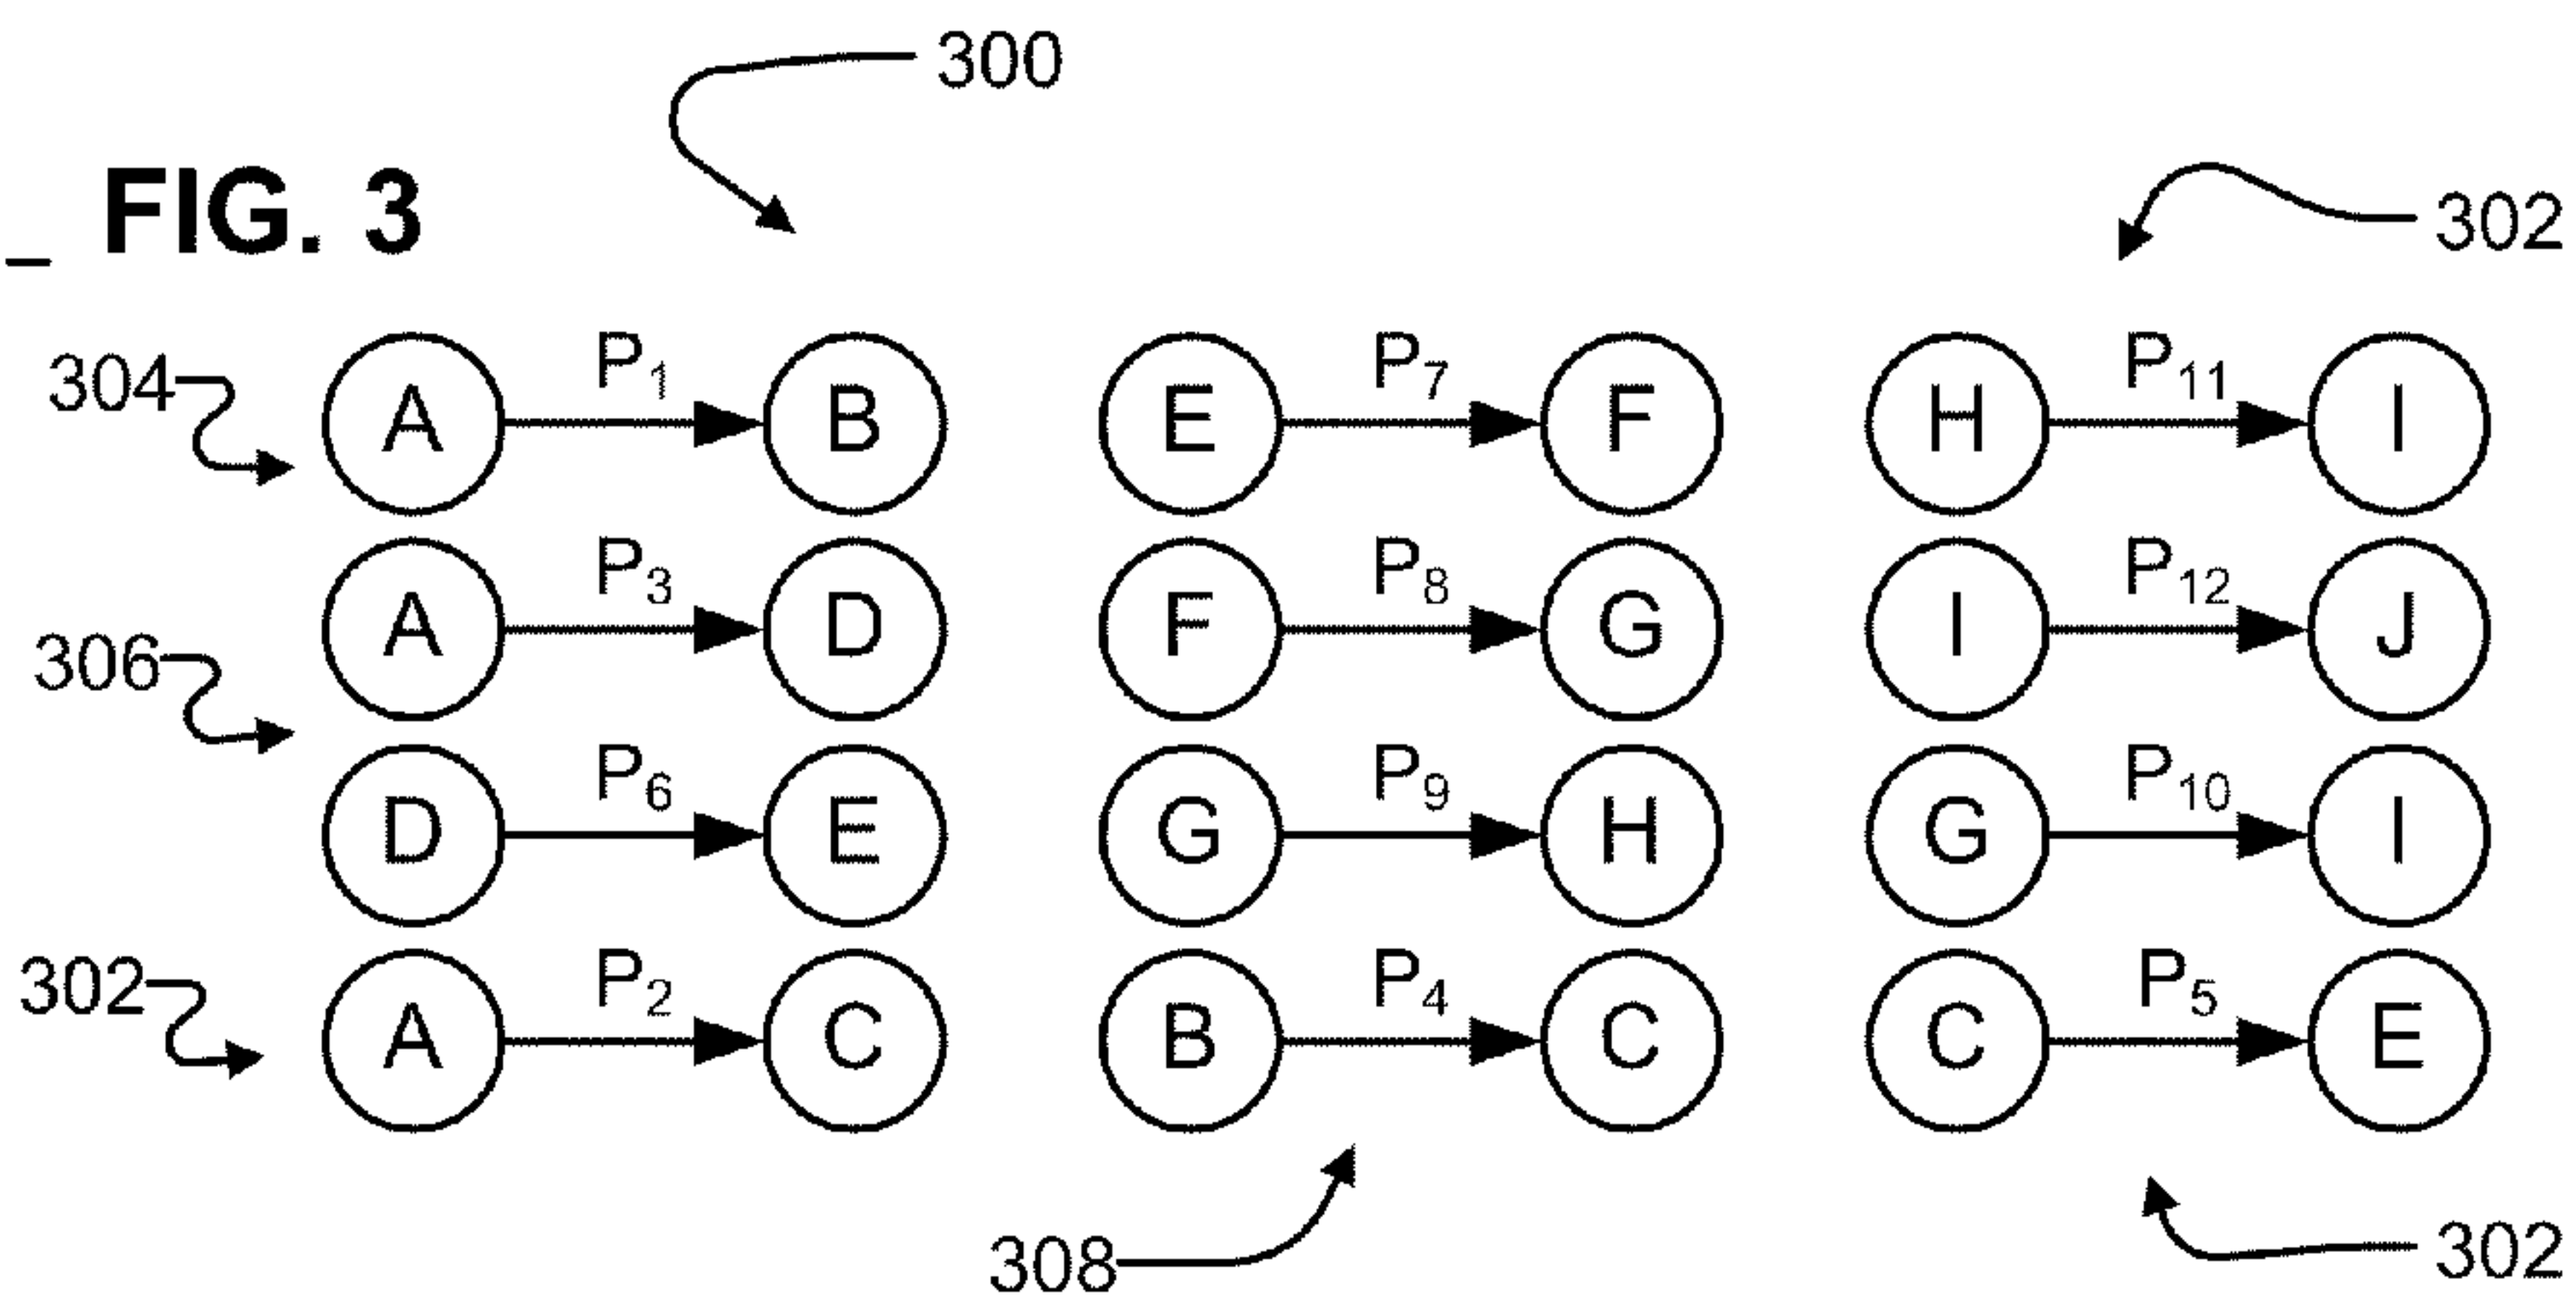 300
FIG. 3
302
304 A P1 B E P7 F H P11 I
A P3 D F P8 G I P12 J
306
D P6 E G P9 H G P10 I
302 A P2 C B P4 C C P5 E
308
302